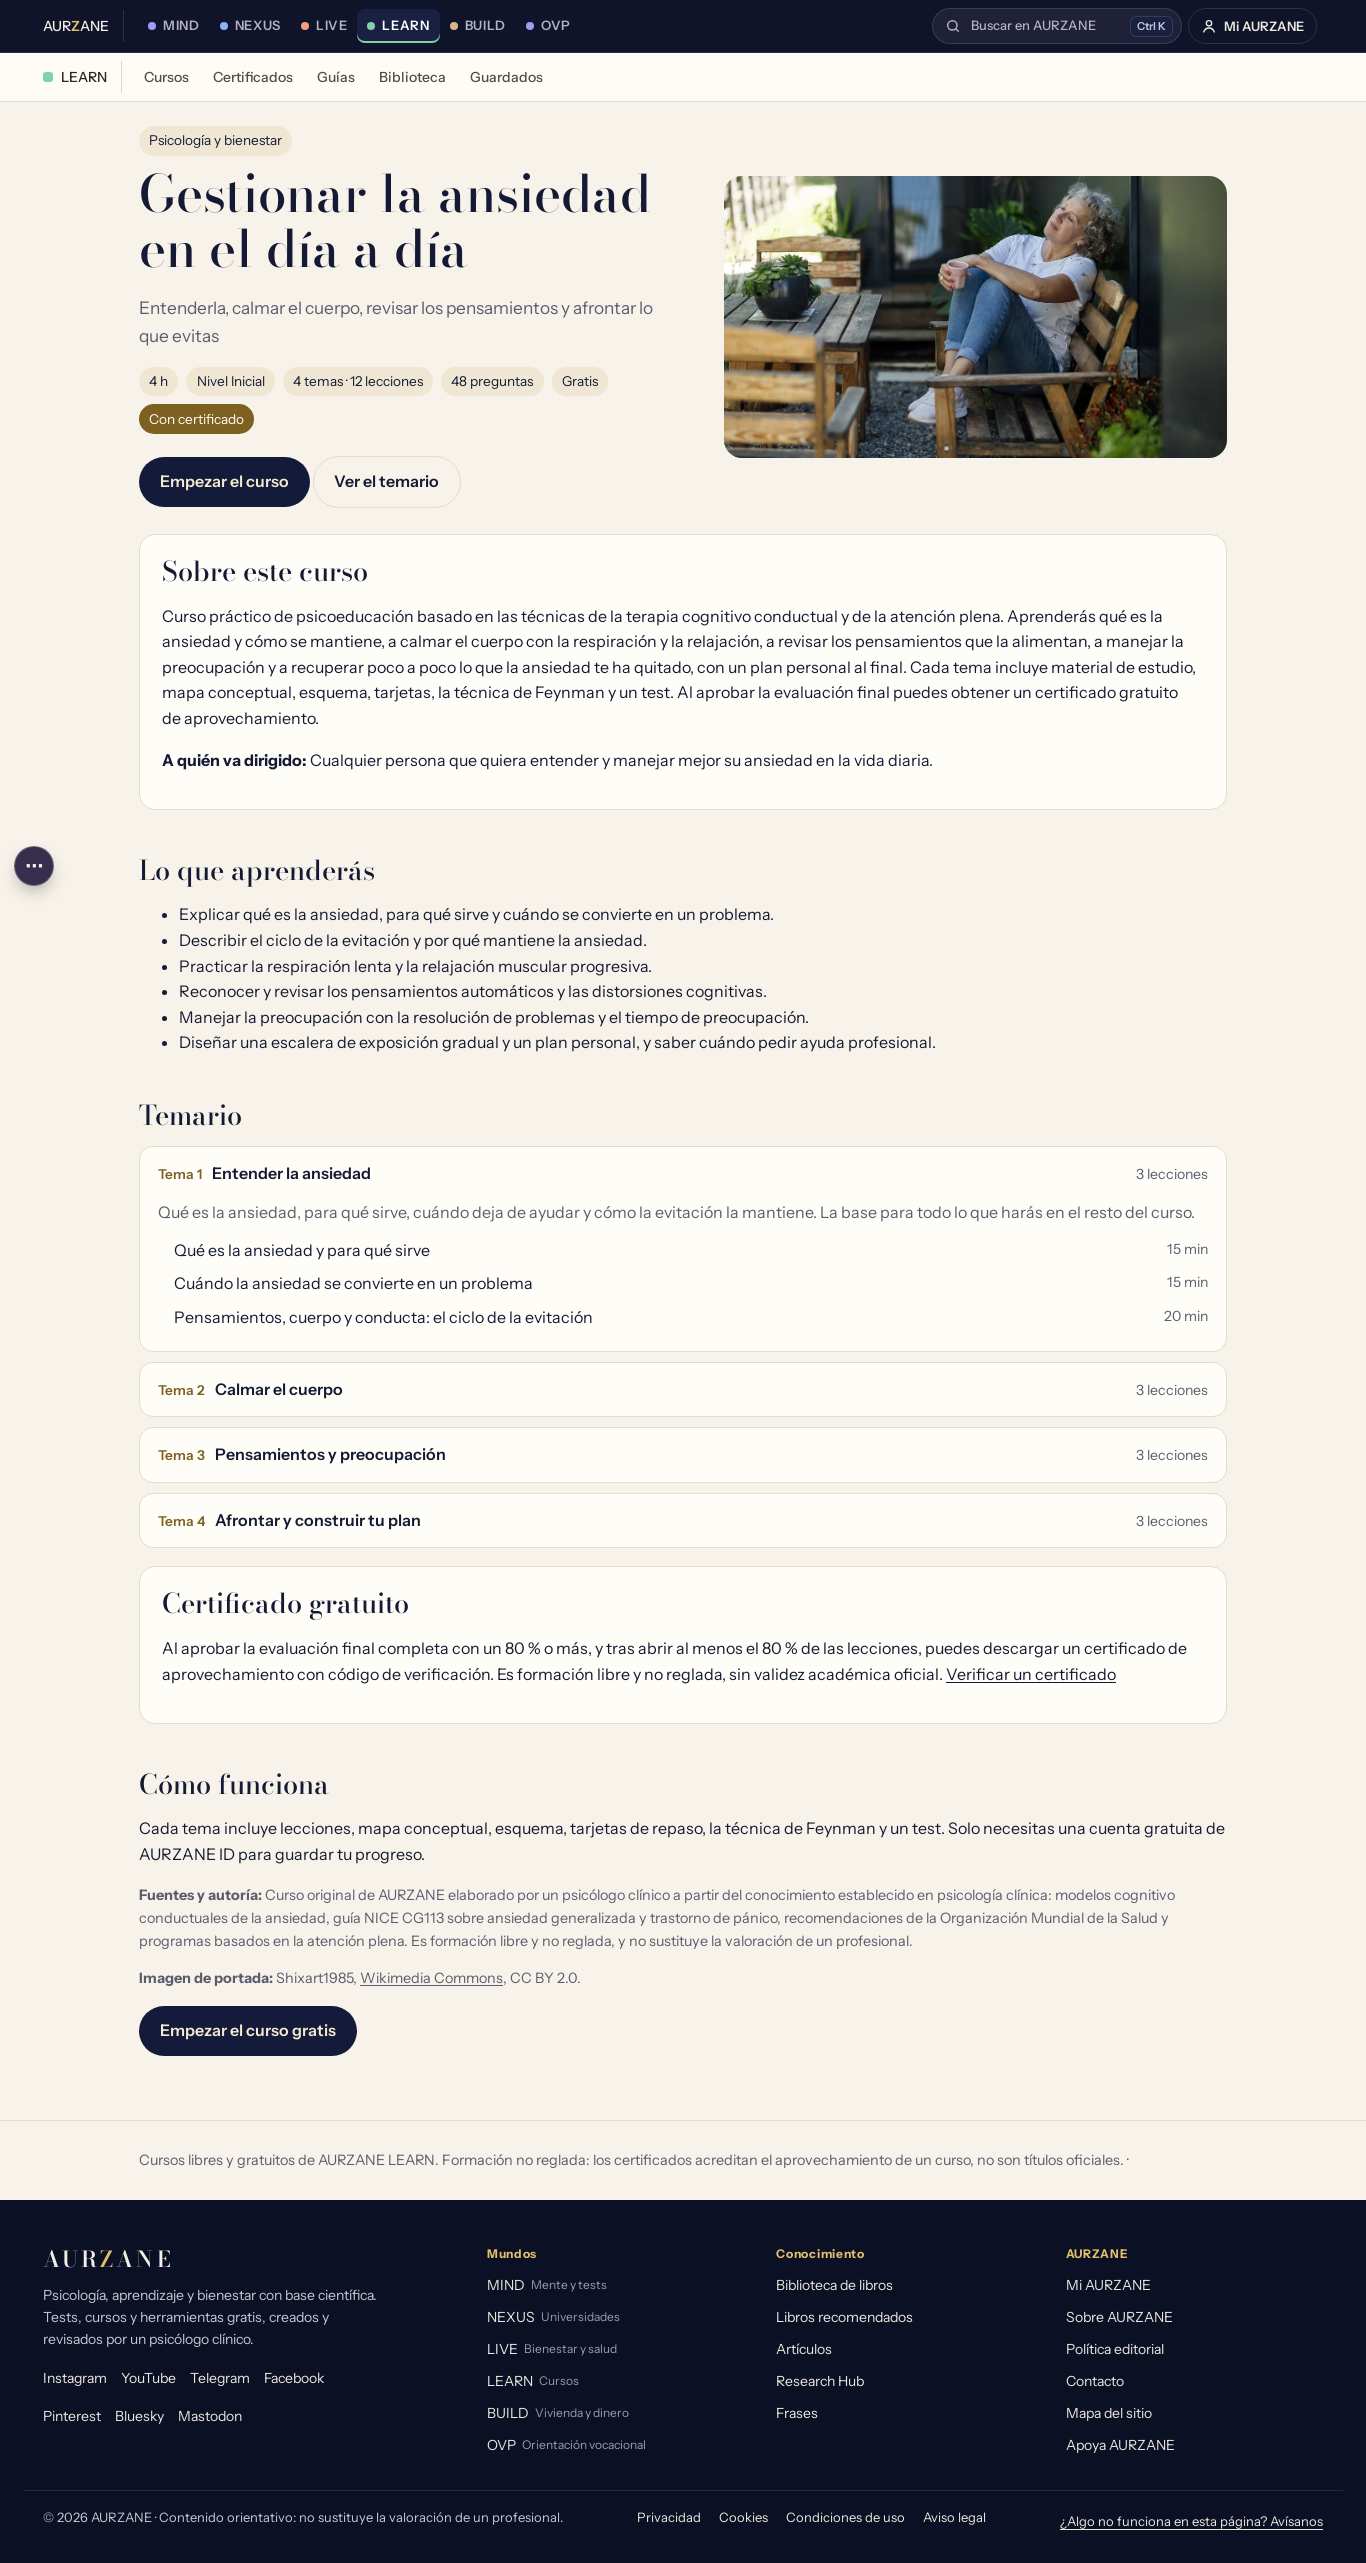 AURZANE
MIND NEXUS LIVE LEARN BUILD OVP
Buscar en AURZANE Ctrl K
Mi AURZANE
LEARN Cursos Certificados Guías Biblioteca Guardados
Psicología y bienestar
Gestionar la ansiedad
en el día a día
Entenderla, calmar el cuerpo, revisar los pensamientos y afrontar lo
que evitas
4 h Nivel Inicial 4 temas · 12 lecciones 48 preguntas Gratis
Con certificado
Empezar el curso Ver el temario
Sobre este curso
Curso práctico de psicoeducación basado en las técnicas de la terapia cognitivo conductual y de la atención plena. Aprenderás qué es la
ansiedad y cómo se mantiene, a calmar el cuerpo con la respiración y la relajación, a revisar los pensamientos que la alimentan, a manejar la
preocupación y a recuperar poco a poco lo que la ansiedad te ha quitado, con un plan personal al final. Cada tema incluye material de estudio,
mapa conceptual, esquema, tarjetas, la técnica de Feynman y un test. Al aprobar la evaluación final puedes obtener un certificado gratuito
de aprovechamiento.
A quién va dirigido: Cualquier persona que quiera entender y manejar mejor su ansiedad en la vida diaria.
Lo que aprenderás
• Explicar qué es la ansiedad, para qué sirve y cuándo se convierte en un problema.
• Describir el ciclo de la evitación y por qué mantiene la ansiedad.
• Practicar la respiración lenta y la relajación muscular progresiva.
• Reconocer y revisar los pensamientos automáticos y las distorsiones cognitivas.
• Manejar la preocupación con la resolución de problemas y el tiempo de preocupación.
• Diseñar una escalera de exposición gradual y un plan personal, y saber cuándo pedir ayuda profesional.
Temario
Tema 1 Entender la ansiedad 3 lecciones
Qué es la ansiedad, para qué sirve, cuándo deja de ayudar y cómo la evitación la mantiene. La base para todo lo que harás en el resto del curso.
Qué es la ansiedad y para qué sirve 15 min
Cuándo la ansiedad se convierte en un problema 15 min
Pensamientos, cuerpo y conducta: el ciclo de la evitación 20 min
Tema 2 Calmar el cuerpo 3 lecciones
Tema 3 Pensamientos y preocupación 3 lecciones
Tema 4 Afrontar y construir tu plan 3 lecciones
Certificado gratuito
Al aprobar la evaluación final completa con un 80 % o más, y tras abrir al menos el 80 % de las lecciones, puedes descargar un certificado de
aprovechamiento con código de verificación. Es formación libre y no reglada, sin validez académica oficial. Verificar un certificado
Cómo funciona
Cada tema incluye lecciones, mapa conceptual, esquema, tarjetas de repaso, la técnica de Feynman y un test. Solo necesitas una cuenta gratuita de
AURZANE ID para guardar tu progreso.
Fuentes y autoría: Curso original de AURZANE elaborado por un psicólogo clínico a partir del conocimiento establecido en psicología clínica: modelos cognitivo
conductuales de la ansiedad, guía NICE CG113 sobre ansiedad generalizada y trastorno de pánico, recomendaciones de la Organización Mundial de la Salud y
programas basados en la atención plena. Es formación libre y no reglada, y no sustituye la valoración de un profesional.
Imagen de portada: Shixart1985, Wikimedia Commons, CC BY 2.0.
Empezar el curso gratis
Cursos libres y gratuitos de AURZANE LEARN. Formación no reglada: los certificados acreditan el aprovechamiento de un curso, no son títulos oficiales. ·
AURZANE
Psicología, aprendizaje y bienestar con base científica.
Tests, cursos y herramientas gratis, creados y
revisados por un psicólogo clínico.
Instagram YouTube Telegram Facebook
Pinterest Bluesky Mastodon
Mundos
MIND Mente y tests
NEXUS Universidades
LIVE Bienestar y salud
LEARN Cursos
BUILD Vivienda y dinero
OVP Orientación vocacional
Conocimiento
Biblioteca de libros
Libros recomendados
Artículos
Research Hub
Frases
AURZANE
Mi AURZANE
Sobre AURZANE
Política editorial
Contacto
Mapa del sitio
Apoya AURZANE
© 2026 AURZANE · Contenido orientativo: no sustituye la valoración de un profesional.
Privacidad Cookies Condiciones de uso Aviso legal
¿Algo no funciona en esta página? Avísanos